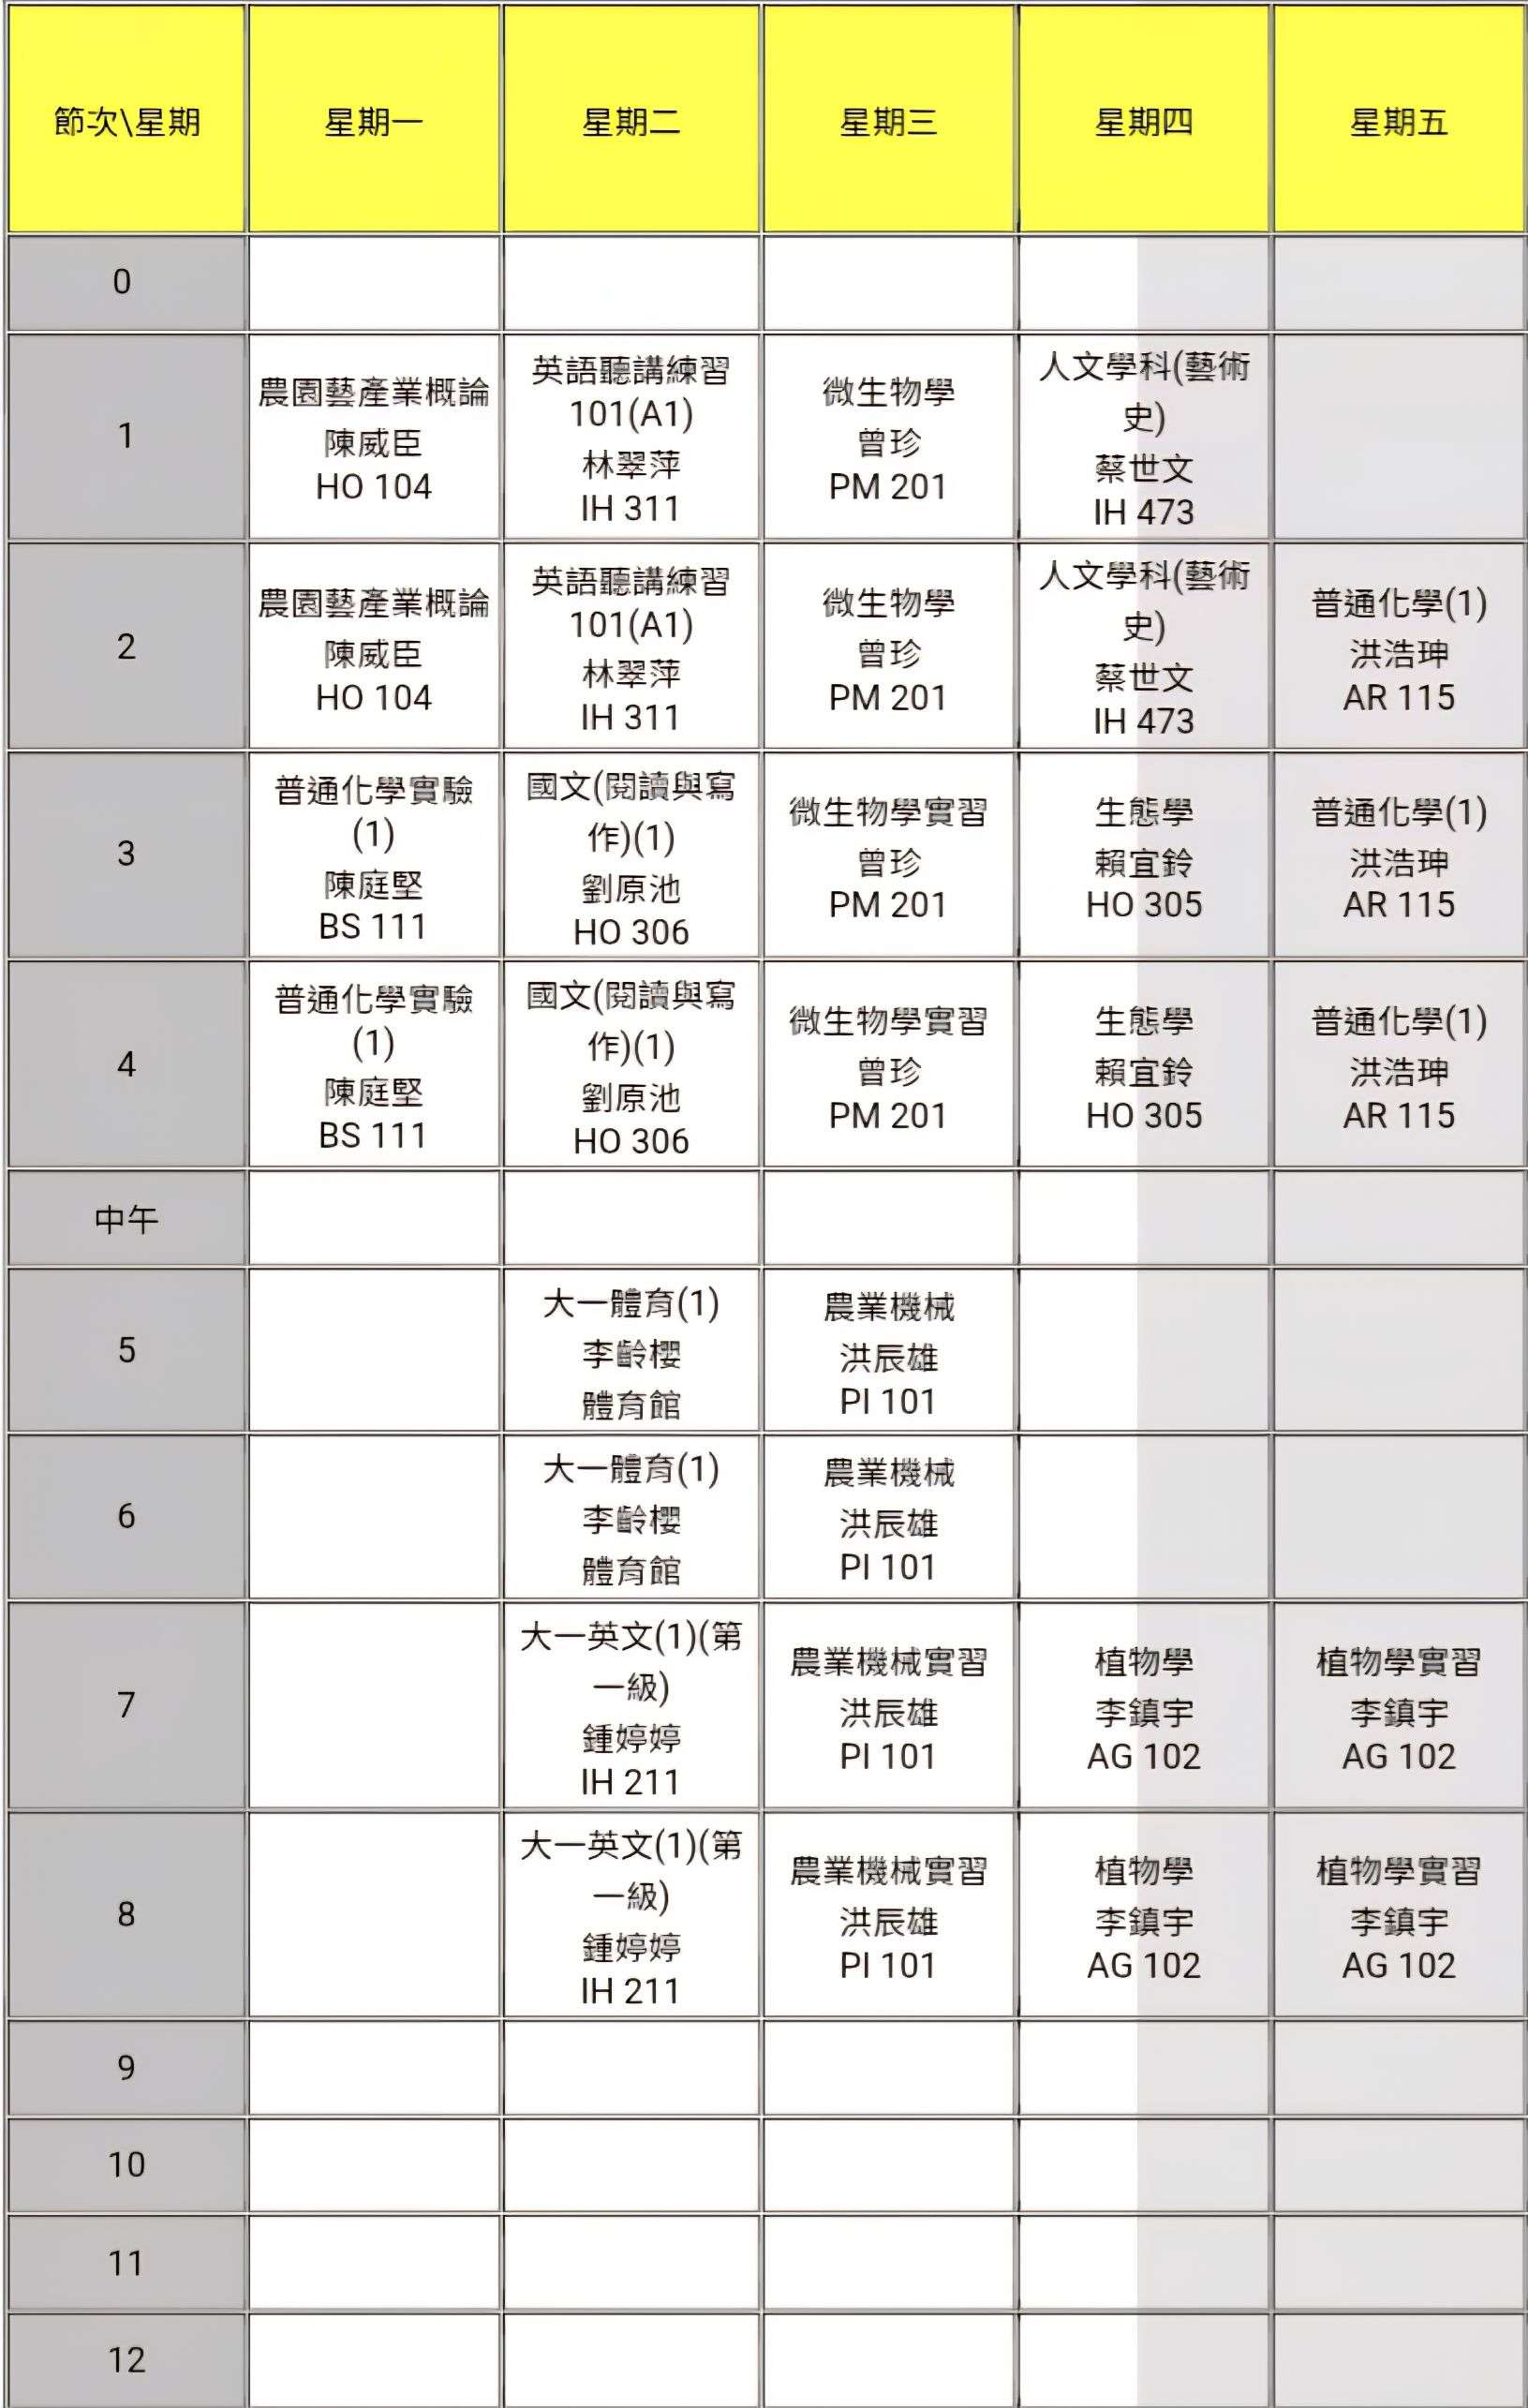 節次\星期
星期一
星期二
星期三
星期四
星期五
0
1
農園藝產業概論
陳威臣
HO 104
英語聽講練習
101(A1)
林翠萍
IH 311
微生物學
曾珍
PM 201
人文學科(藝術
史)
蔡世文
IH 473
2
農園藝產業概論
陳威臣
HO 104
英語聽講練習
101(A1)
林翠萍
IH 311
微生物學
曾珍
PM 201
人文學科(藝術
史)
蔡世文
IH 473
普通化學(1)
洪浩珅
AR 115
3
普通化學實驗
(1)
陳庭堅
BS 111
國文(閱讀與寫
作)(1)
劉原池
HO 306
微生物學實習
曾珍
PM 201
生態學
賴宜鈴
HO 305
普通化學(1)
洪浩珅
AR 115
4
普通化學實驗
(1)
陳庭堅
BS 111
國文(閱讀與寫
作)(1)
劉原池
HO 306
微生物學實習
曾珍
PM 201
生態學
賴宜鈴
HO 305
普通化學(1)
洪浩珅
AR 115
中午
5
大一體育(1)
李齡櫻
體育館
農業機械
洪辰雄
PI 101
6
大一體育(1)
李齡櫻
體育館
農業機械
洪辰雄
PI 101
7
大一英文(1)(第
一級)
鍾婷婷
IH 211
農業機械實習
洪辰雄
PI 101
植物學
李鎮宇
AG 102
植物學實習
李鎮宇
AG 102
8
大一英文(1)(第
一級)
鍾婷婷
IH 211
農業機械實習
洪辰雄
PI 101
植物學
李鎮宇
AG 102
植物學實習
李鎮宇
AG 102
9
10
11
12